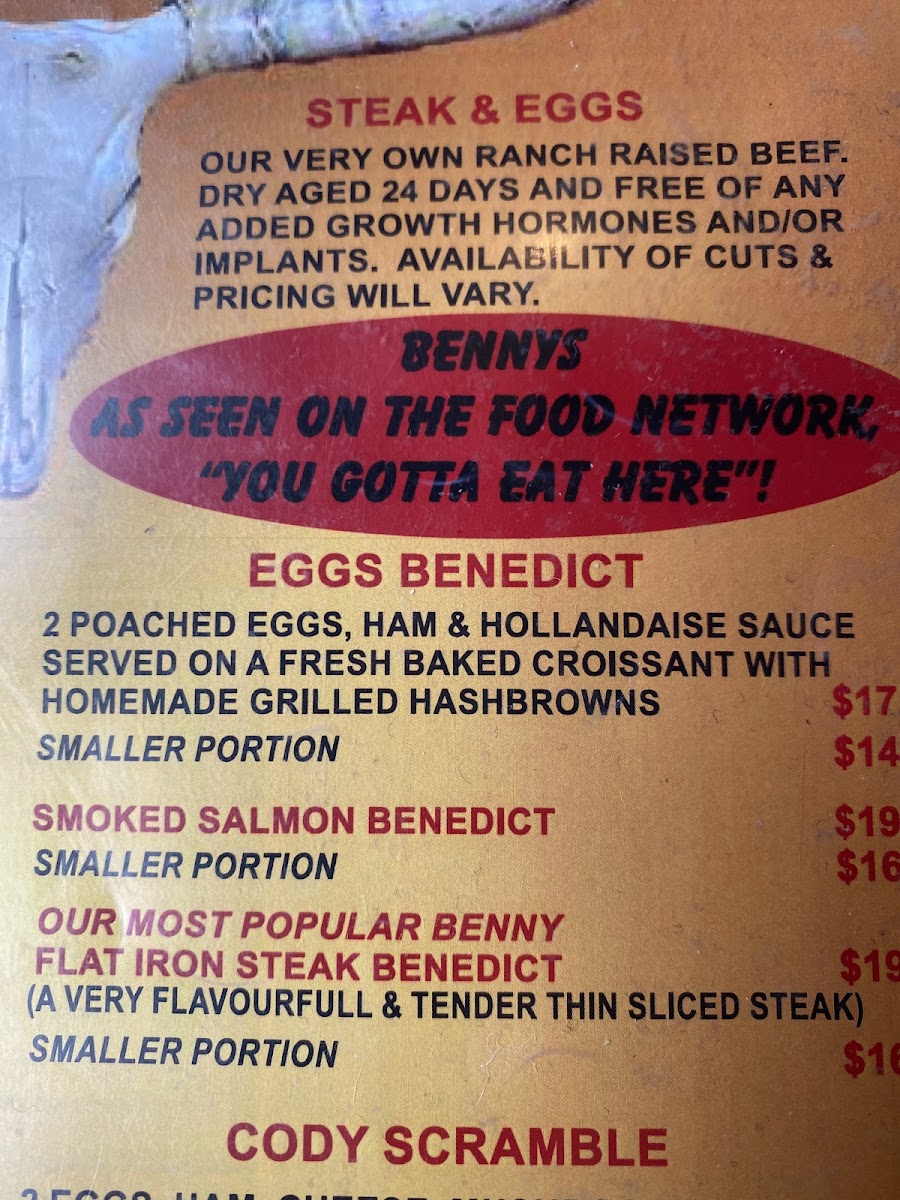 STEAK & EGGS
OUR VERY OWN RANCH RAISED BEEF.
DRY AGED 24 DAYS AND FREE OF ANY
ADDED GROWTH HORMONES AND/OR
IMPLANTS. AVAILABILITY OF CUTS &
PRICING WILL VARY.
BENNYS
AS SEEN ON THE FOOD NETWORK,
"YOU GOTTA EAT HERE"!
EGGS BENEDICT
2 POACHED EGGS, HAM & HOLLANDAISE SAUCE
SERVED ON A FRESH BAKED CROISSANT WITH
HOMEMADE GRILLED HASHBROWNS $17
SMALLER PORTION $14
SMOKED SALMON BENEDICT $19
SMALLER PORTION $16
OUR MOST POPULAR BENNY
FLAT IRON STEAK BENEDICT $19
(A VERY FLAVOURFULL & TENDER THIN SLICED STEAK)
SMALLER PORTION $16
CODY SCRAMBLE